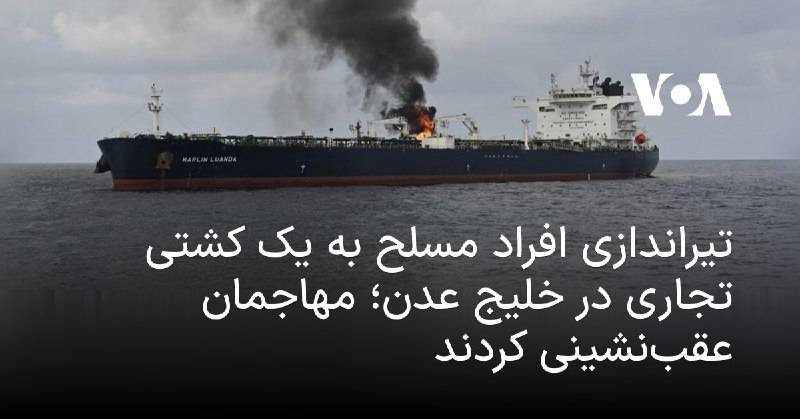 VOA
MARLIN LUANDA
تیراندازی افراد مسلح به یک کشتی
تجاری در خلیج عدن؛ مهاجمان
عقب‌نشینی کردند